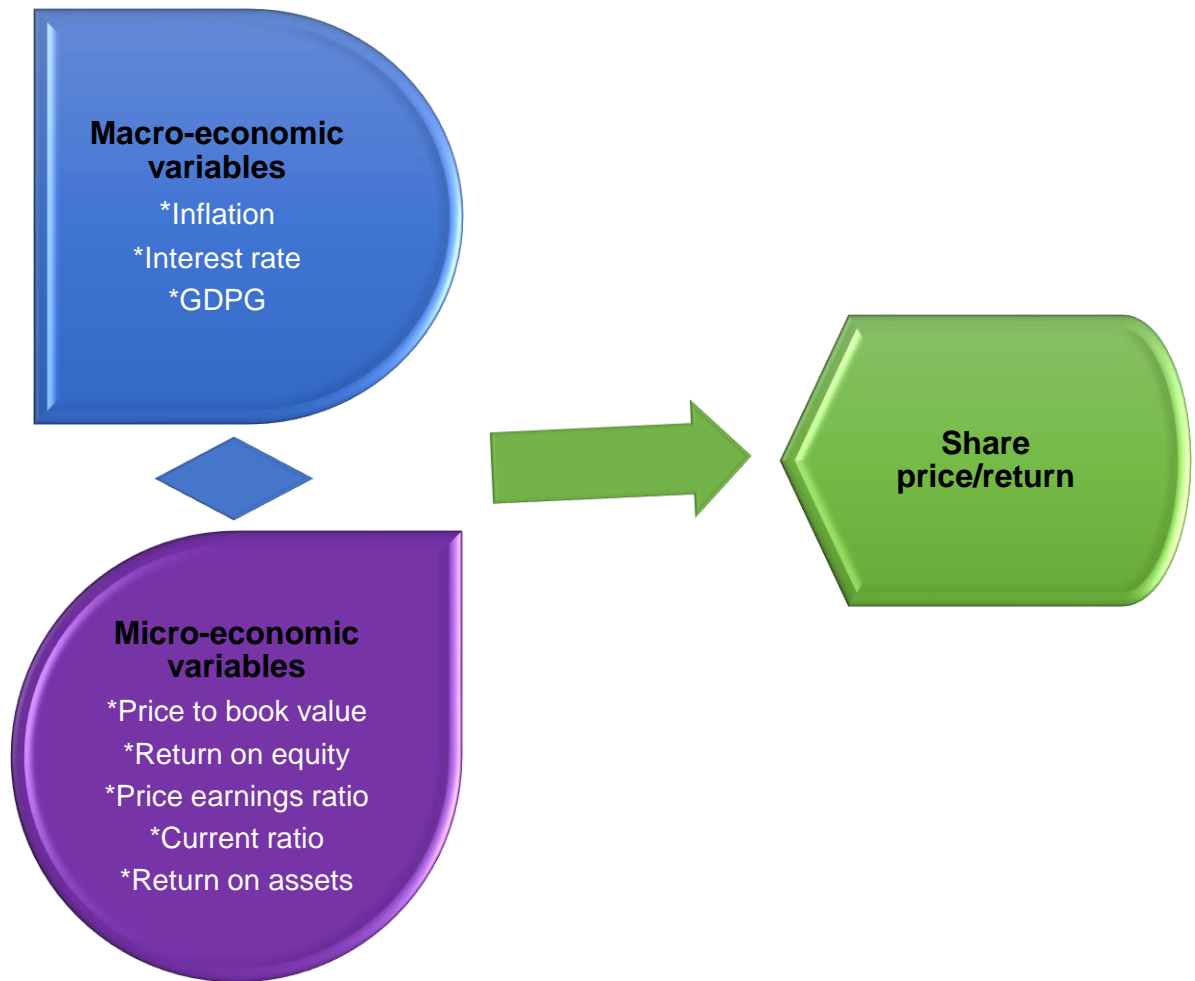 Macro-economic
variables
*Inflation
*Interest rate
*GDPG
Micro-economic
variables
*Price to book value
*Return on equity
*Price earnings ratio
*Current ratio
*Return on assets
Share
price/return